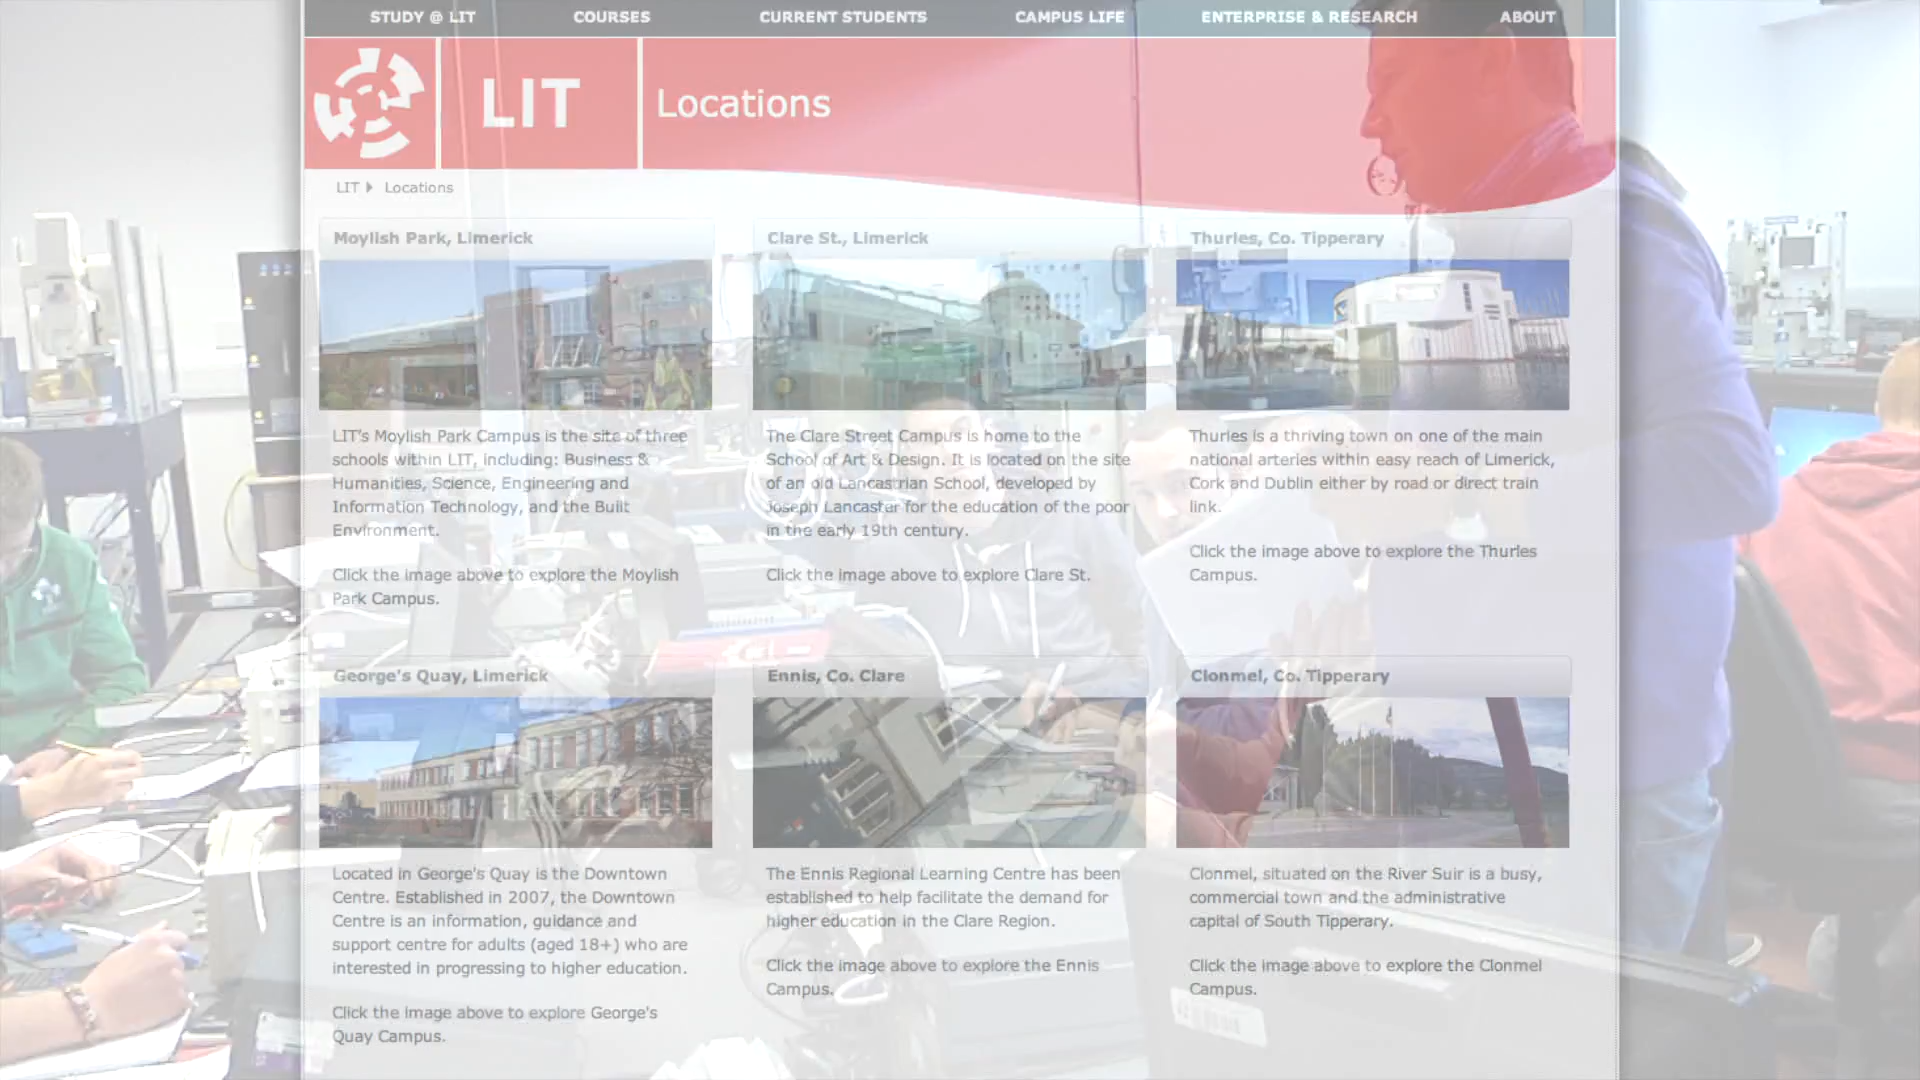 STUDY @ LIT COURSES CURRENT STUDENTS CAMPUS LIFE ENTERPRISE & RESEARCH ABOUT
LIT Locations
LIT Locations
Moylish Park, Limerick
LIT's Moylish Park Campus is the site of three
schools within LIT, including: Business &
Humanities, Science, Engineering and
Information Technology, and the Built
Environment.
Click the image above to explore the Moylish
Park Campus.
Clare St., Limerick
The Clare Street Campus is home to the
School of Art & Design. It is located on the site
of an old Lancastrian School, developed by
Joseph Lancaster for the education of the poor
in the early 19th century.
Click the image above to explore Clare St.
Thurles, Co. Tipperary
Thurles is a thriving town on one of the main
national arteries within easy reach of Limerick,
Cork and Dublin either by road or direct train
link.
Click the image above to explore the Thurles
Campus.
George's Quay, Limerick
Located in George's Quay is the Downtown
Centre. Established in 2007, the Downtown
Centre is an information, guidance and
support centre for adults (aged 18+) who are
interested in progressing to higher education.
Click the image above to explore George's
Quay Campus.
Ennis, Co. Clare
The Ennis Regional Learning Centre has been
established to help facilitate the demand for
higher education in the Clare Region.
Click the image above to explore the Ennis
Campus.
Clonmel, Co. Tipperary
Clonmel, situated on the River Suir is a busy,
commercial town and the administrative
capital of South Tipperary.
Click the image above to explore the Clonmel
Campus.